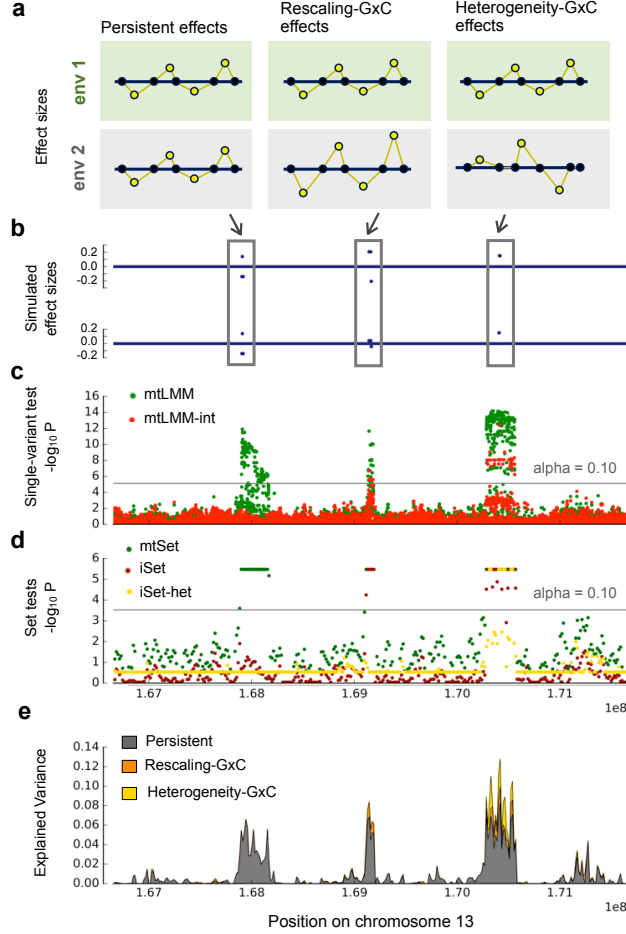 a
Persistent effects
Rescaling-GxC
effects
Heterogeneity-GxC
effects
Effect sizes
env 1
env 2
b
Simulated
effect sizes
0.2
0.0
-0.2
0.2
0.0
-0.2
c
Single-variant test
-log10 P
16
14
12
10
8
6
4
2
0
mtLMM
mtLMM-int
alpha = 0.10
d
Set tests
-log10 P
6
5
4
3
2
1
0
mtSet
iSet
iSet-het
alpha = 0.10
1.67
1.68
1.69
1.70
1.71
1e8
e
Explained Variance
0.14
0.12
0.10
0.08
0.06
0.04
0.02
0.00
Persistent
Rescaling-GxC
Heterogeneity-GxC
1.67
1.68
1.69
1.70
1.71
1e8
Position on chromosome 13